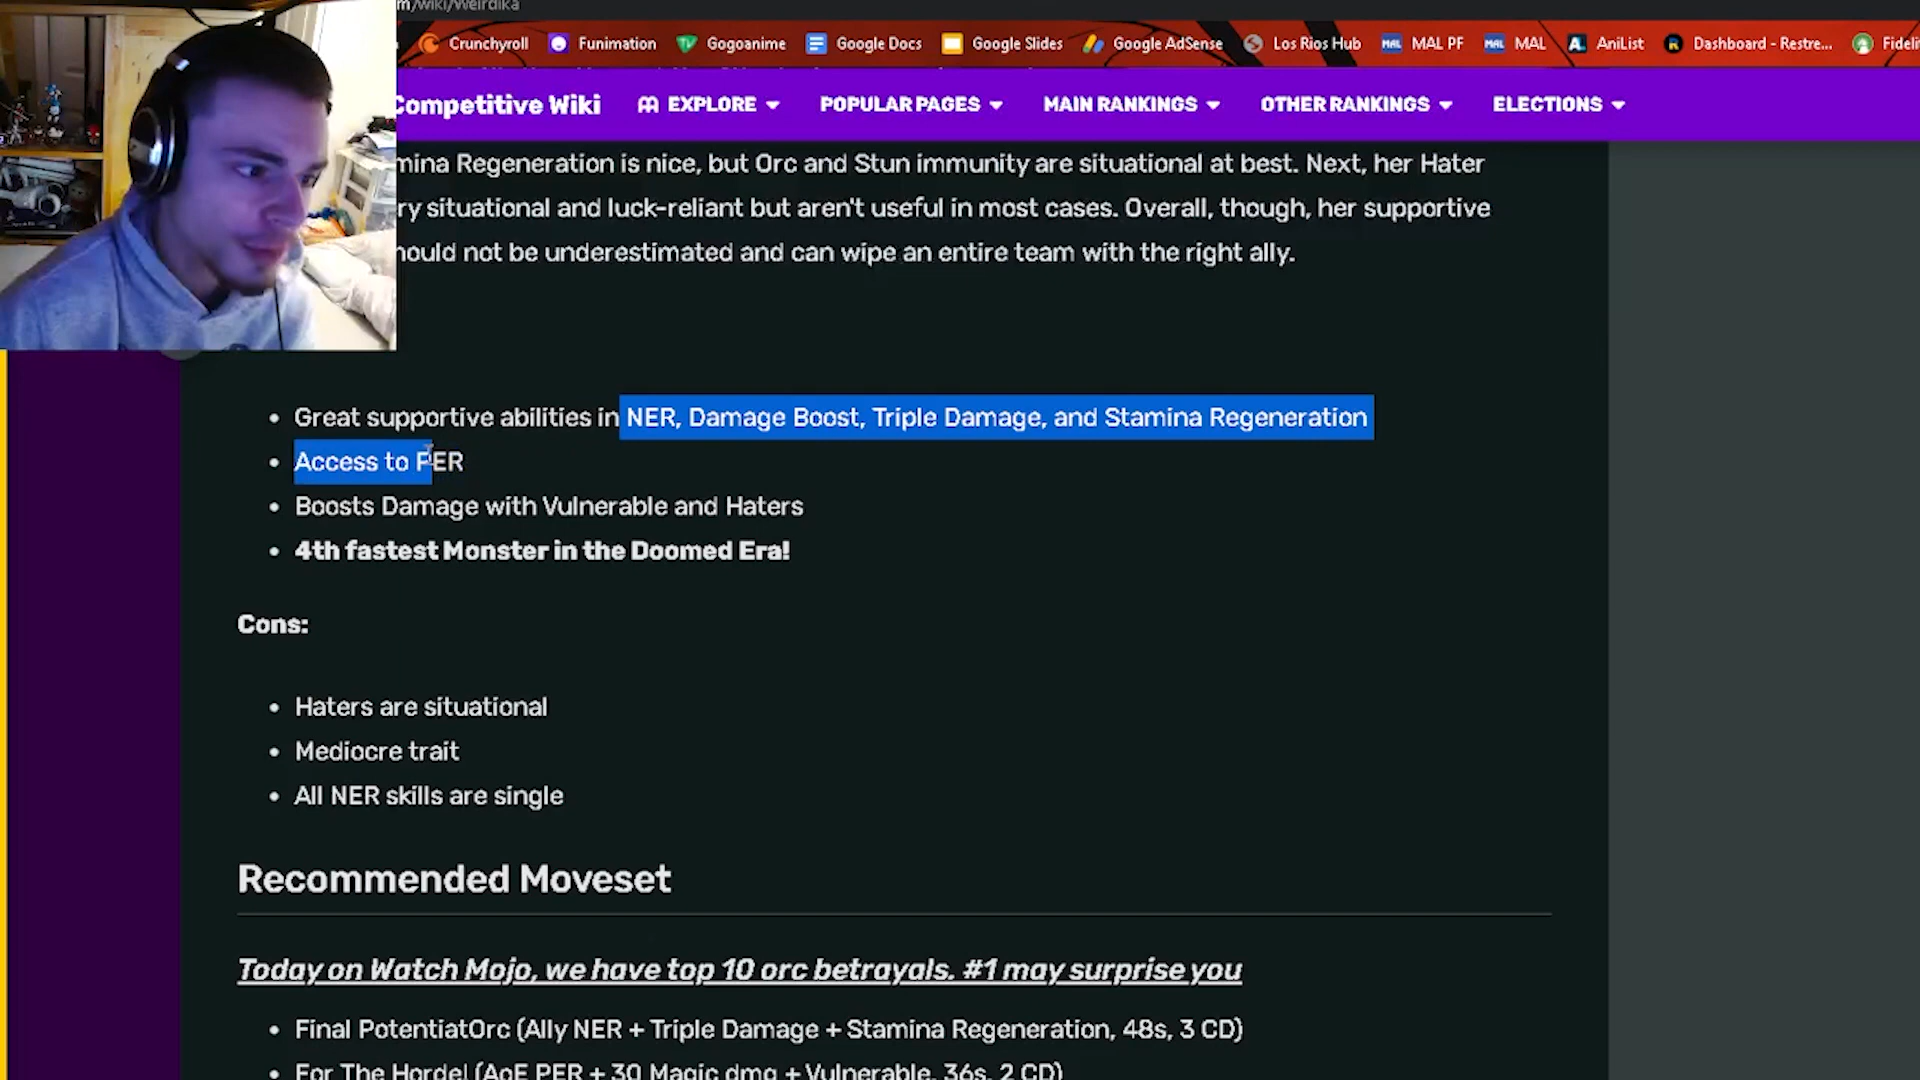 m/wiki/Weirdika
Crunchyroll Funimation Gogoanime Google Docs Google Slides Google AdSense Los Rios Hub MAL PF MAL AniList Dashboard - Restre... Fideli
Competitive Wiki EXPLORE POPULAR PAGES MAIN RANKINGS OTHER RANKINGS ELECTIONS
mina Regeneration is nice, but Orc and Stun immunity are situational at best. Next, her Hater
ry situational and luck-reliant but aren't useful in most cases. Overall, though, her supportive
hould not be underestimated and can wipe an entire team with the right ally.
• Great supportive abilities in NER, Damage Boost, Triple Damage, and Stamina Regeneration
• Access to PER
• Boosts Damage with Vulnerable and Haters
• 4th fastest Monster in the Doomed Era!
Cons:
• Haters are situational
• Mediocre trait
• All NER skills are single
Recommended Moveset
Today on Watch Mojo, we have top 10 orc betrayals. #1 may surprise you
• Final PotentiatOrc (Ally NER + Triple Damage + Stamina Regeneration, 48s, 3 CD)
• For The Horde! (AoE PER + 30 Magic dmg + Vulnerable, 36s, 2 CD)